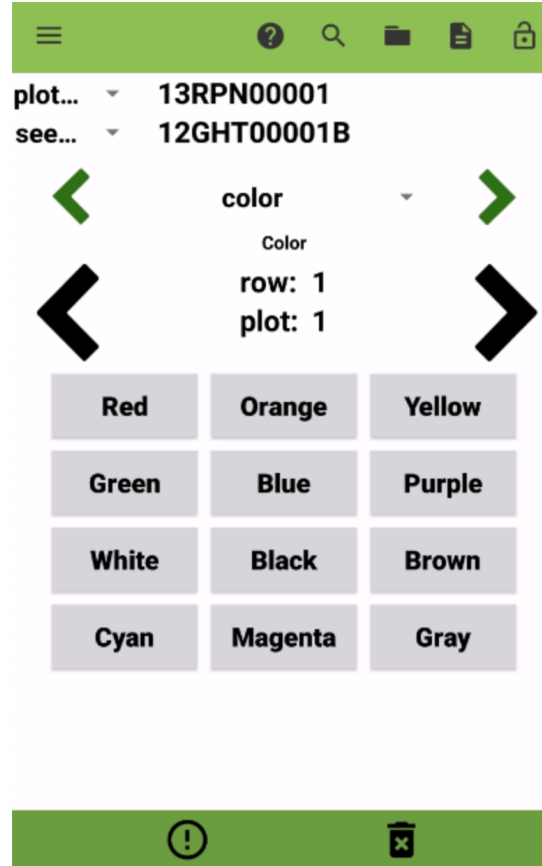 plot... 13RPN00001
see... 12GHT00001B
color
Color
row: 1
plot: 1
Red Orange Yellow
Green Blue Purple
White Black Brown
Cyan Magenta Gray